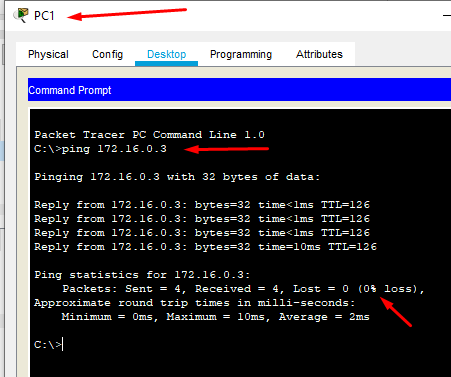 PC1
Physical Config Desktop Programming Attributes
Command Prompt
Packet Tracer PC Command Line 1.0
C:\>ping 172.16.0.3
Pinging 172.16.0.3 with 32 bytes of data:
Reply from 172.16.0.3: bytes=32 time<1ms TTL=126
Reply from 172.16.0.3: bytes=32 time<1ms TTL=126
Reply from 172.16.0.3: bytes=32 time<1ms TTL=126
Reply from 172.16.0.3: bytes=32 time=10ms TTL=126
Ping statistics for 172.16.0.3:
Packets: Sent = 4, Received = 4, Lost = 0 (0% loss),
Approximate round trip times in milli-seconds:
Minimum = 0ms, Maximum = 10ms, Average = 2ms
C:\>